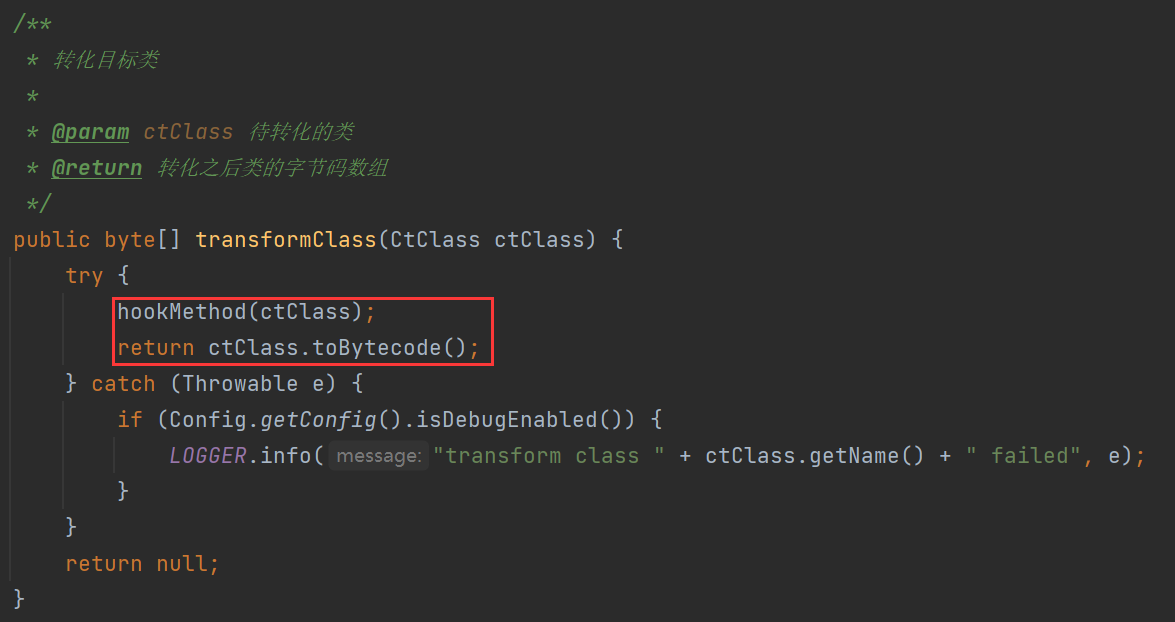 /**
 * 转化目标类
 *
 * @param ctClass 待转化的类
 * @return 转化之后类的字节码数组
 */
public byte[] transformClass(CtClass ctClass) {
    try {
        hookMethod(ctClass);
        return ctClass.toBytecode();
    } catch (Throwable e) {
        if (Config.getConfig().isDebugEnabled()) {
            LOGGER.info( message: "transform class " + ctClass.getName() + " failed", e);
        }
    }
    return null;
}